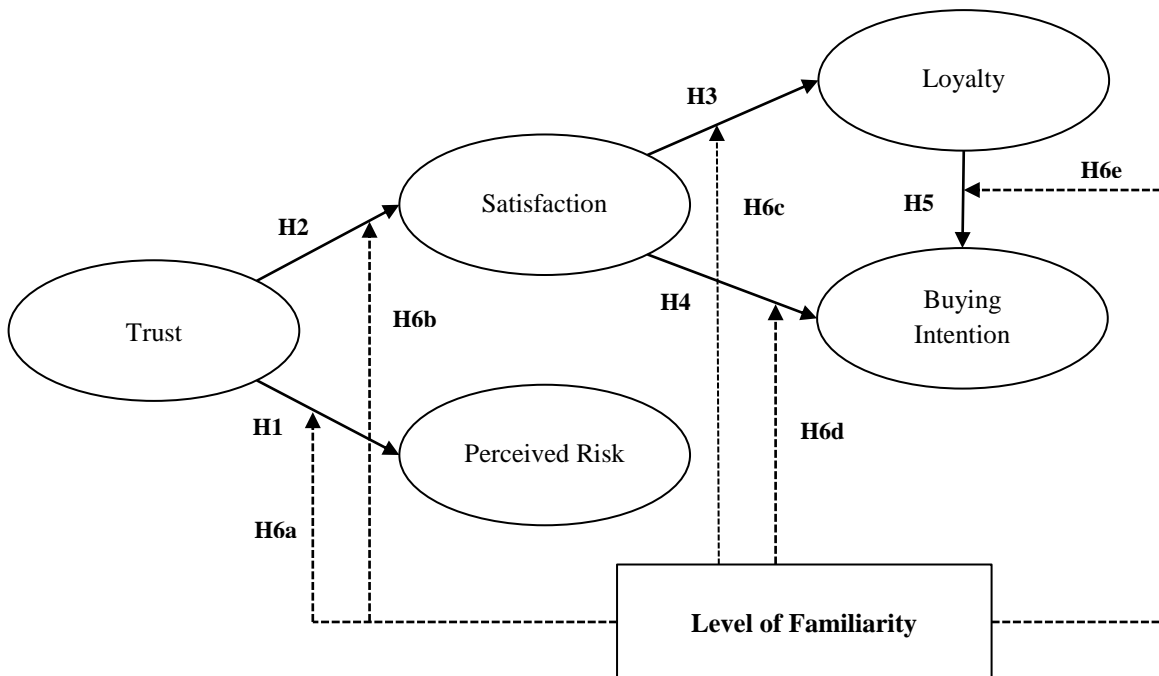 Loyalty
H3
H6e
Satisfaction
H6c
H5
H2
Buying
Intention
H4
H6b
Trust
H1
H6d
Perceived Risk
H6a
Level of Familiarity